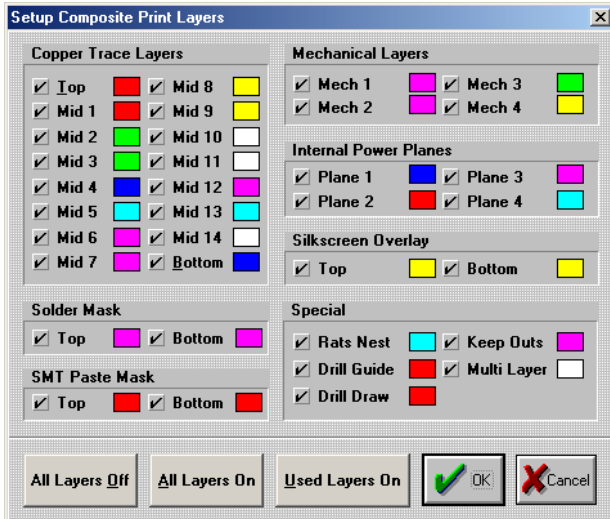 Setup Composite Print Layers
Copper Trace Layers
Top Mid 8
Mid 1 Mid 9
Mid 2 Mid 10
Mid 3 Mid 11
Mid 4 Mid 12
Mid 5 Mid 13
Mid 6 Mid 14
Mid 7 Bottom
Solder Mask
Top Bottom
SMT Paste Mask
Top Bottom
Mechanical Layers
Mech 1 Mech 3
Mech 2 Mech 4
Internal Power Planes
Plane 1 Plane 3
Plane 2 Plane 4
Silkscreen Overlay
Top Bottom
Special
Rats Nest Keep Outs
Drill Guide Multi Layer
Drill Draw
All Layers Off All Layers On Used Layers On OK Cancel